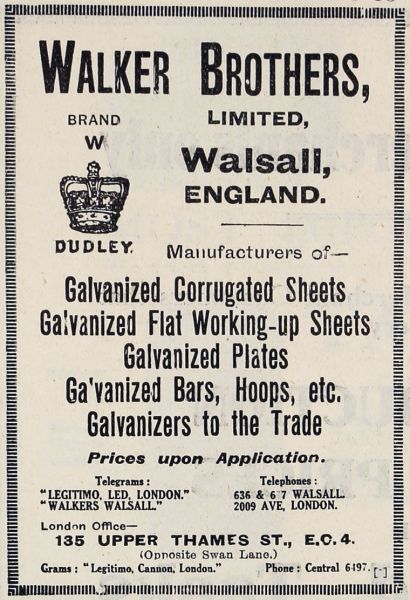 WALKER BROTHERS,
LIMITED,
Walsall,
ENGLAND.
BRAND
W
DUDLEY.
Manufacturers of—
Galvanized Corrugated Sheets
Galvanized Flat Working-up Sheets
Galvanized Plates
Ga'vanized Bars, Hoops, etc.
Galvanizers to the Trade
Prices upon Application.
Telegrams: Telephones:
"LEGITIMO, LED, LONDON." 636 & 6 7 WALSALL.
"WALKERS WALSALL." 2009 AVE, LONDON.
London Office—
135 UPPER THAMES ST., E.C. 4.
(Opposite Swan Lane.)
Grams: "Legitimo, Cannon, London." Phone: Central 6497.